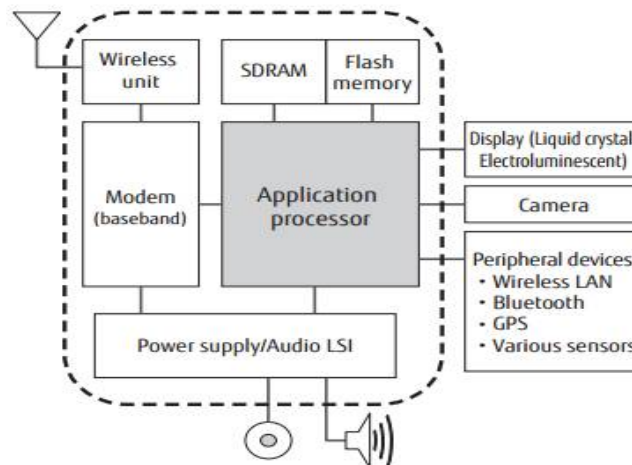 Wireless
unit
SDRAM
Flash
memory
Modem
(baseband)
Application
processor
Display (Liquid crystal
Electroluminescent)
Camera
Peripheral devices
・Wireless LAN
・Bluetooth
・GPS
・Various sensors
Power supply/Audio LSI